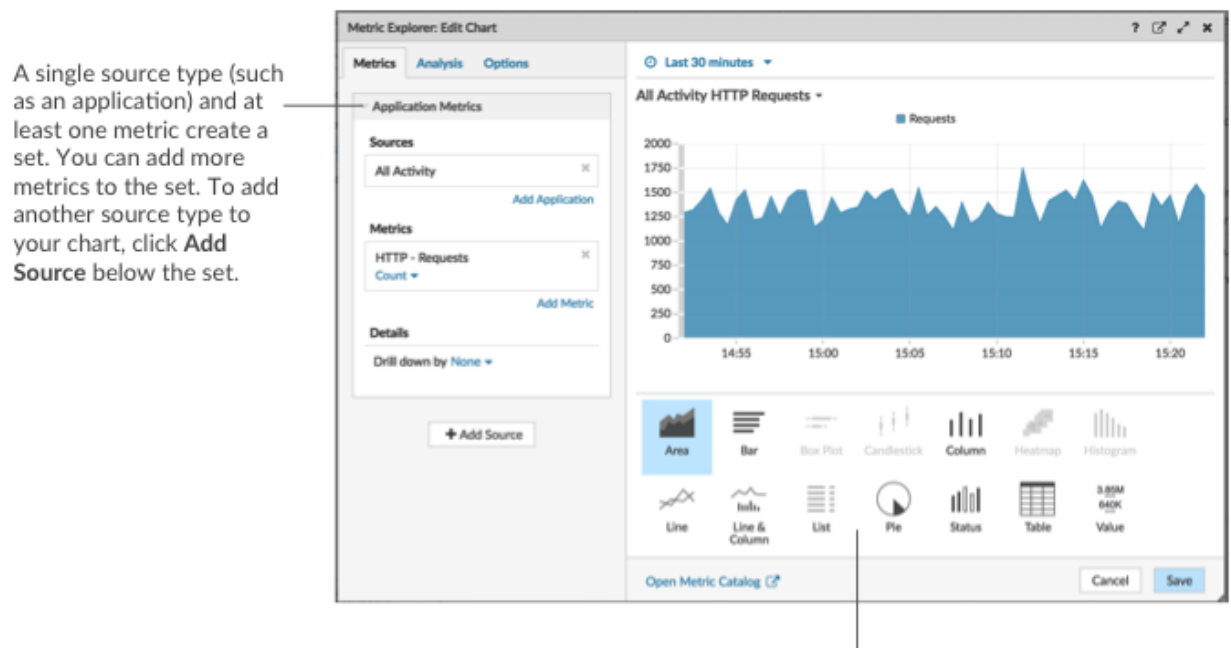 A single source type (such
as an application) and at
least one metric create a
set. You can add more
metrics to the set. To add
another source type to
your chart, click Add
Source below the set.
Metric Explorer: Edit Chart
?
Metrics Analysis Options
Application Metrics
Sources
All Activity
Add Application
Metrics
HTTP - Requests
Count
Add Metric
Details
Drill down by None
+ Add Source
Last 30 minutes
All Activity HTTP Requests
Requests
2000
1750
1500
1250
1000
750
500
250
0
14:55 15:00 15:05 15:10 15:15 15:20
Area Bar Box Plot Candlestick Column Heatmap Histogram
3.85M
640K
Line Line & List Pie Status Table Value
Column
Open Metric Catalog
Cancel Save